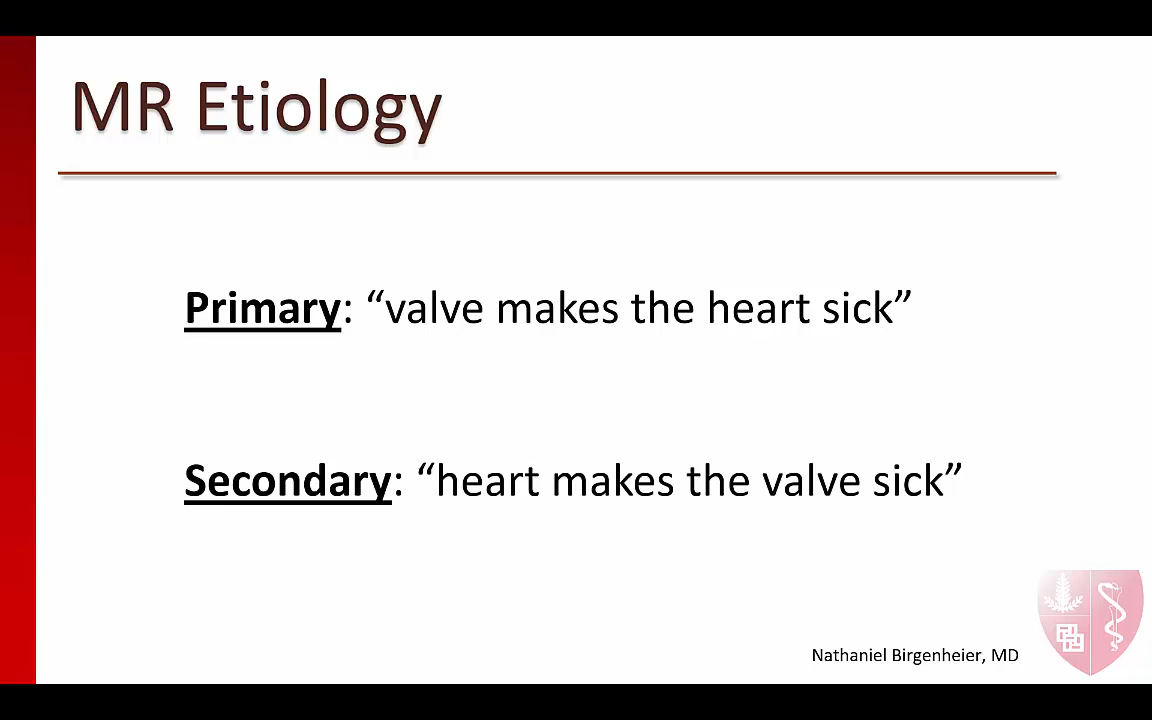 MR Etiology
Primary: “valve makes the heart sick”
Secondary: “heart makes the valve sick”
Nathaniel Birgenheier, MD